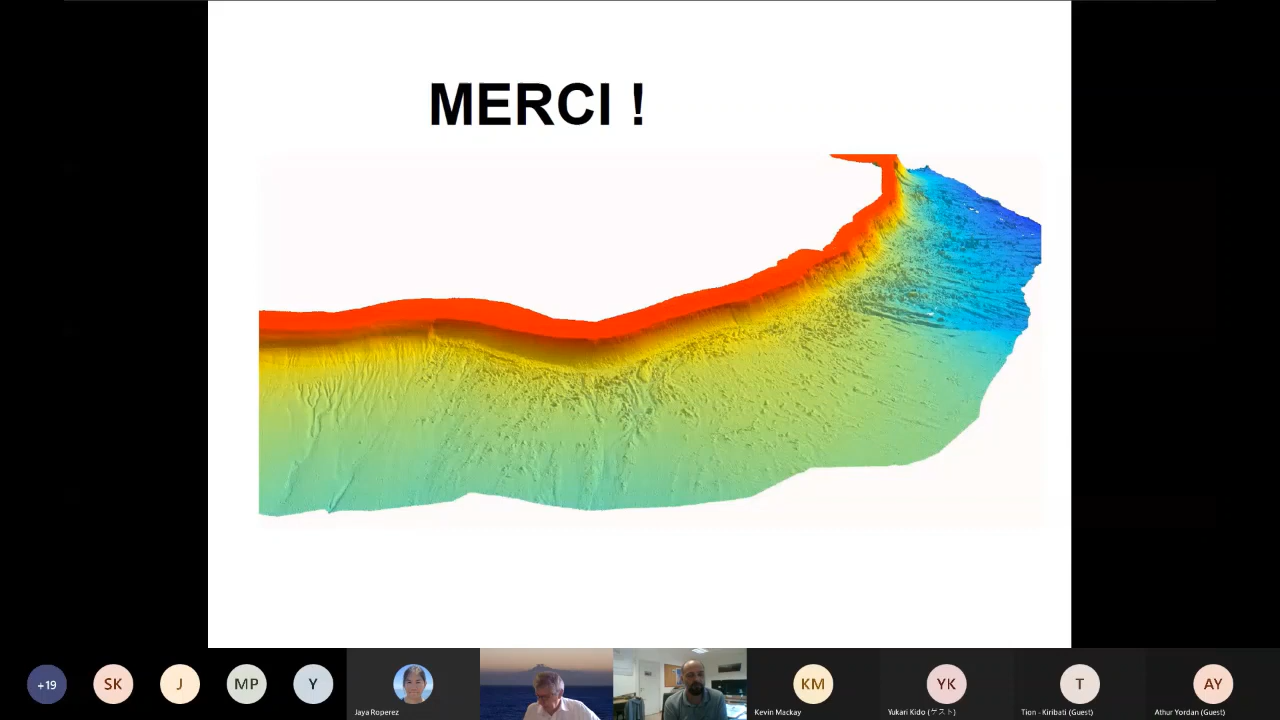 MERCI !
+19
SK
J
MP
Y
Jaya Roperez
KM
Kevin Mackay
YK
Yukari Kido (ゲスト)
T
Tion - Kiribati (Guest)
AY
Athur Yordan (Guest)